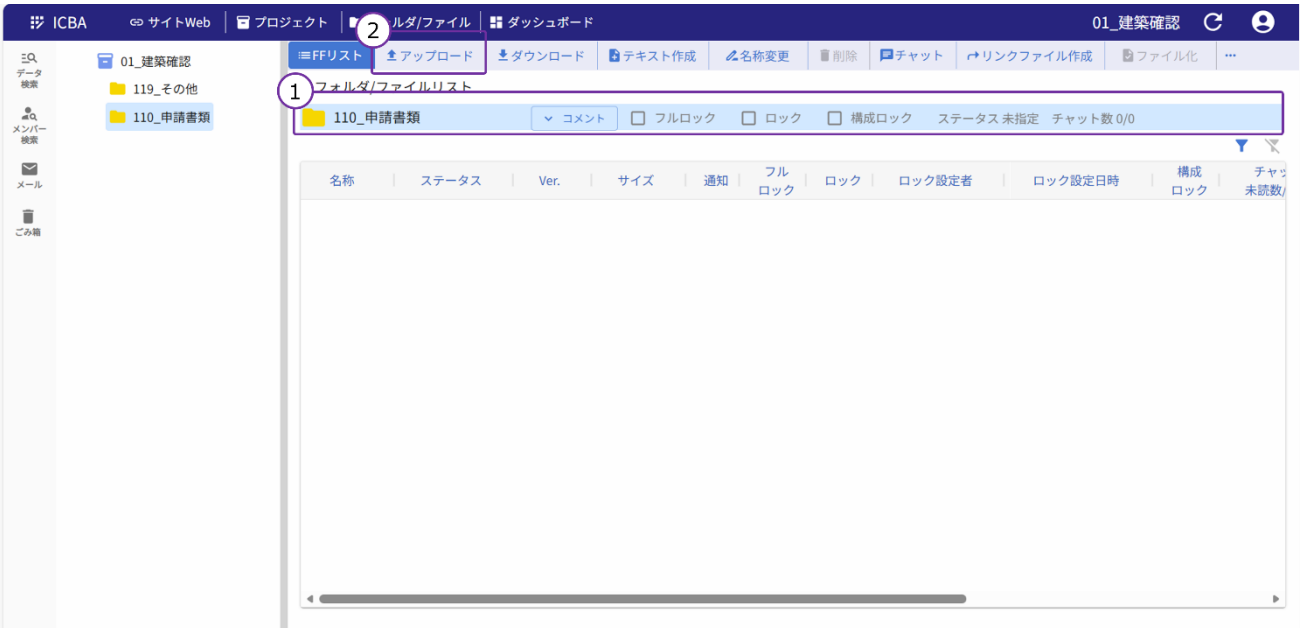 ICBA サイトWeb プロジェクト ルダ/ファイル ダッシュボード 01_建築確認
2
データ
検索
メンバー
検索
メール
ごみ箱
01_建築確認
119_その他
110_申請書類
FFリスト アップロード ダウンロード テキスト作成 名称変更 削除 チャット リンクファイル作成 ファイル化 ...
1
フォルダ/ファイルリスト
110_申請書類 コメント フルロック ロック 構成ロック ステータス 未指定 チャット数 0/0
名称 ステータス Ver. サイズ 通知 フル ロック ロック ロック設定者 ロック設定日時 構成 ロック チャッ 未読数/